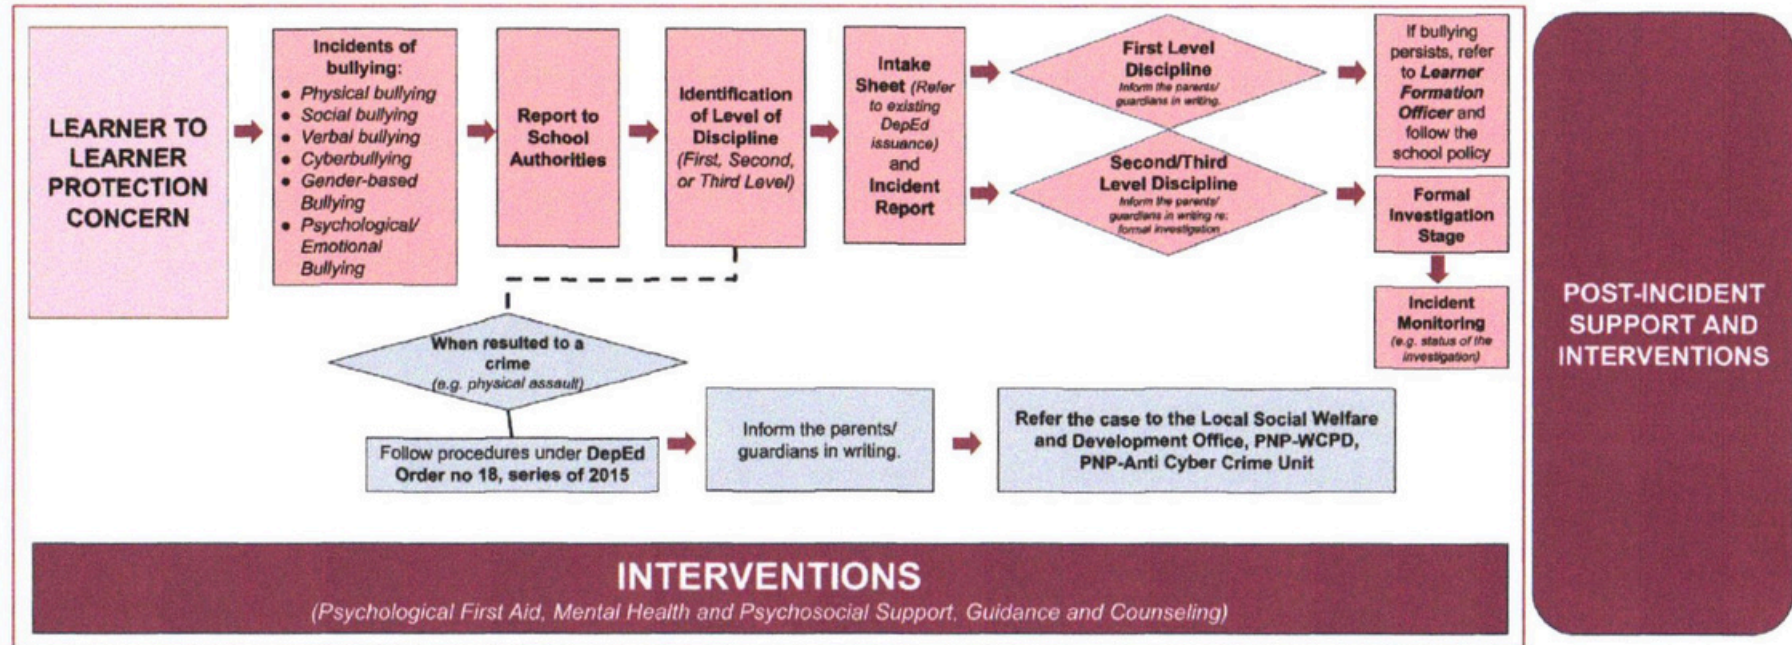 LEARNER TO
LEARNER
PROTECTION
CONCERN
Incidents of
bullying:
● Physical bullying
● Social bullying
● Verbal bullying
● Cyberbullying
● Gender-based
Bullying
● Psychological/
Emotional
Bullying
Report to
School
Authorities
Identification
of Level of
Discipline
(First, Second,
or Third Level)
Intake
Sheet (Refer
to existing
DepEd
issuance)
and
Incident
Report
First Level
Discipline
Inform the parents/
guardians in writing.
If bullying
persists, refer
to Learner
Formation
Officer and
follow the
school policy
Second/Third
Level Discipline
Inform the parents/
guardians in writing re:
formal investigation
Formal
Investigation
Stage
Incident
Monitoring
(e.g. status of the
investigation)
When resulted to a
crime
(e.g. physical assault)
Follow procedures under DepEd
Order no 18, series of 2015
Inform the parents/
guardians in writing.
Refer the case to the Local Social Welfare
and Development Office, PNP-WCPD,
PNP-Anti Cyber Crime Unit
INTERVENTIONS
(Psychological First Aid, Mental Health and Psychosocial Support, Guidance and Counseling)
POST-INCIDENT
SUPPORT AND
INTERVENTIONS